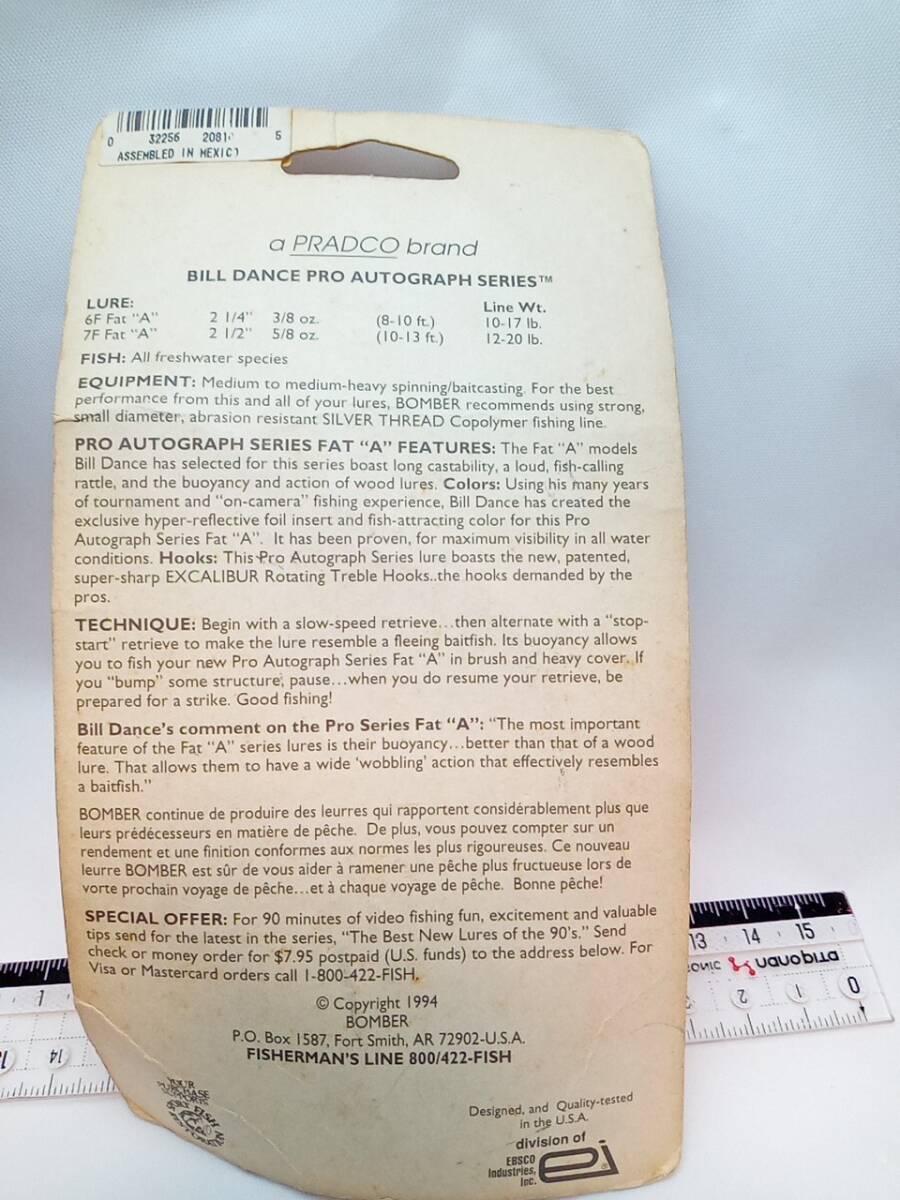 0 32256 2081 5
ASSEMBLED IN MEXICO
a PRADCO brand
BILL DANCE PRO AUTOGRAPH SERIES™
LURE: Line Wt.
6F Fat "A" 2 1/4" 3/8 oz. (8-10 ft.) 10-17 lb.
7F Fat "A" 2 1/2" 5/8 oz. (10-13 ft.) 12-20 lb.
FISH: All freshwater species
EQUIPMENT: Medium to medium-heavy spinning/baitcasting. For the best
performance from this and all of your lures, BOMBER recommends using strong,
small diameter, abrasion resistant SILVER THREAD Copolymer fishing line.
PRO AUTOGRAPH SERIES FAT "A" FEATURES: The Fat "A" models
Bill Dance has selected for this series boast long castability, a loud, fish-calling
rattle, and the buoyancy and action of wood lures. Colors: Using his many years
of tournament and "on-camera" fishing experience, Bill Dance has created the
exclusive hyper-reflective foil insert and fish-attracting color for this Pro
Autograph Series Fat "A". It has been proven, for maximum visibility in all water
conditions. Hooks: This Pro Autograph Series lure boasts the new, patented,
super-sharp EXCALIBUR Rotating Treble Hooks..the hooks demanded by the
pros.
TECHNIQUE: Begin with a slow-speed retrieve...then alternate with a "stop-
start" retrieve to make the lure resemble a fleeing baitfish. Its buoyancy allows
you to fish your new Pro Autograph Series Fat "A" in brush and heavy cover. If
you "bump" some structure, pause...when you do resume your retrieve, be
prepared for a strike. Good fishing!
Bill Dance's comment on the Pro Series Fat "A": "The most important
feature of the Fat "A" series lures is their buoyancy...better than that of a wood
lure. That allows them to have a wide 'wobbling' action that effectively resembles
a baitfish."
BOMBER continue de produire des leurres qui rapportent considérablement plus que
leurs prédécesseurs en matière de pêche. De plus, vous pouvez compter sur un
rendement et une finition conformes aux normes les plus rigoureuses. Ce nouveau
leurre BOMBER est sûr de vous aider à ramener une pêche plus fructueuse lors de
vorte prochain voyage de pêche...et à chaque voyage de pêche. Bonne pêche!
SPECIAL OFFER: For 90 minutes of video fishing fun, excitement and valuable
tips send for the latest in the series, "The Best New Lures of the 90's." Send
check or money order for $7.95 postpaid (U.S. funds) to the address below. For
Visa or Mastercard orders call 1-800-422-FISH.
© Copyright 1994
BOMBER
P.O. Box 1587, Fort Smith, AR 72902-U.S.A.
FISHERMAN'S LINE 800/422-FISH
YOUR
PURCHASE
SUPPORTS
Designed, and Quality-tested
in the U.S.A.
division of
EBSCO
Industries,
Inc.
ei
1
14
13 14 15
2 1 0